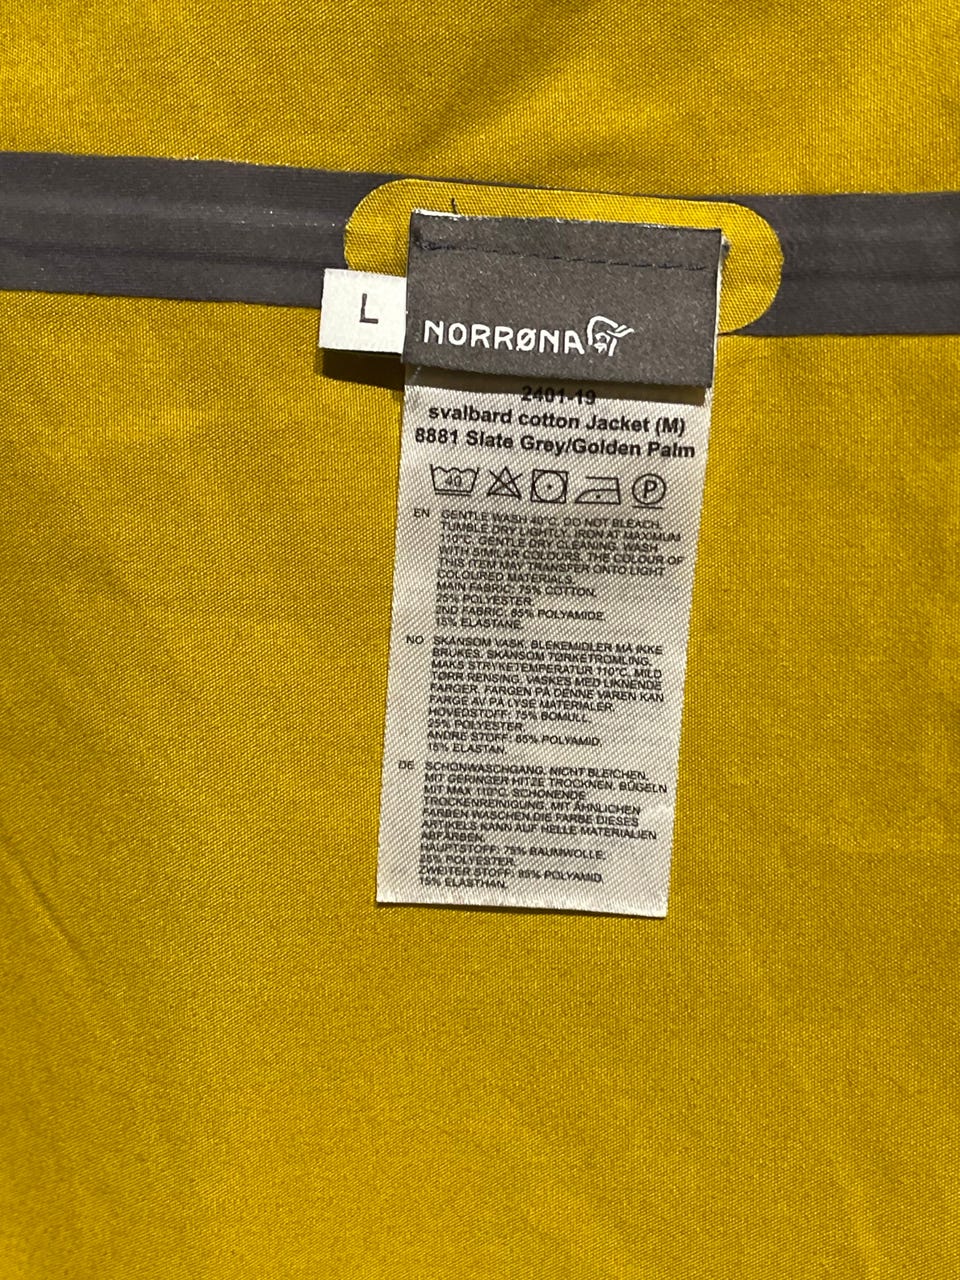 L
NORRØNA
2401-19
svalbard cotton Jacket (M)
8881 Slate Grey/Golden Palm
40 P
EN GENTLE WASH 40°C. DO NOT BLEACH.
TUMBLE DRY LIGHTLY. IRON AT MAXIMUM
110°C. GENTLE DRY CLEANING. WASH
WITH SIMILAR COLOURS. THE COLOUR OF
THIS ITEM MAY TRANSFER ONTO LIGHT
COLOURED MATERIALS.
MAIN FABRIC: 75% COTTON,
25% POLYESTER.
2ND FABRIC: 85% POLYAMIDE,
15% ELASTANE.
NO SKÅNSOM VASK. BLEKEMIDLER MÅ IKKE
BRUKES. SKÅNSOM TØRKETROMLING.
MAKS STRYKETEMPERATUR 110°C. MILD
TØRR RENSING. VASKES MED LIKNENDE
FARGER. FARGEN PÅ DENNE VAREN KAN
FARGE AV PÅ LYSE MATERIALER.
HOVEDSTOFF: 75% BOMULL,
25% POLYESTER.
ANDRE STOFF: 85% POLYAMID,
15% ELASTAN.
DE SCHONWASCHGANG. NICHT BLEICHEN.
MIT GERINGER HITZE TROCKNEN. BÜGELN
MIT MAX 110°C. SCHONENDE
TROCKENREINIGUNG. MIT ÄHNLICHEN
FARBEN WASCHEN.DIE FARBE DIESES
ARTIKELS KANN AUF HELLE MATERIALIEN
ABFÄRBEN.
HAUPTSTOFF: 75% BAUMWOLLE,
25% POLYESTER.
ZWEITER STOFF: 85% POLYAMID,
15% ELASTHAN.